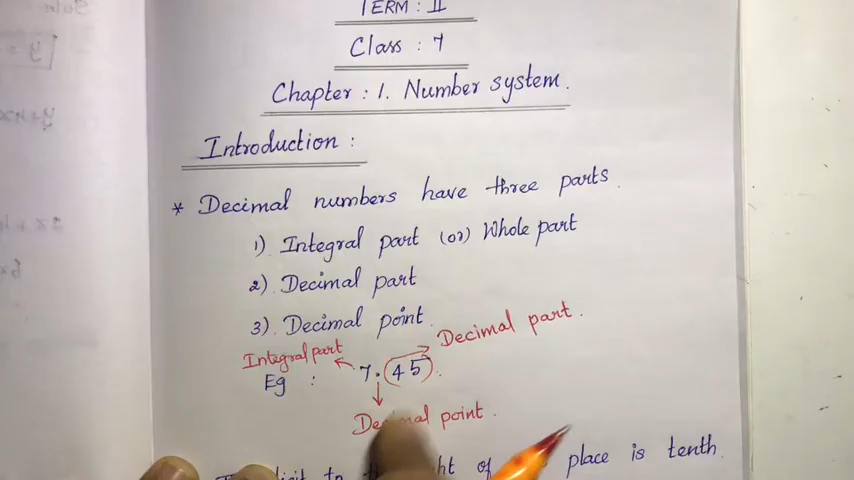 TERM : II
Class : 7
Chapter : 1. Number system.
Introduction :
* Decimal numbers have three parts.
1) Integral part (or) Whole part
2) Decimal part
3) Decimal point
Decimal part.
Integral part
Eg : 7.45.
Decimal point.
to of place is tenth.